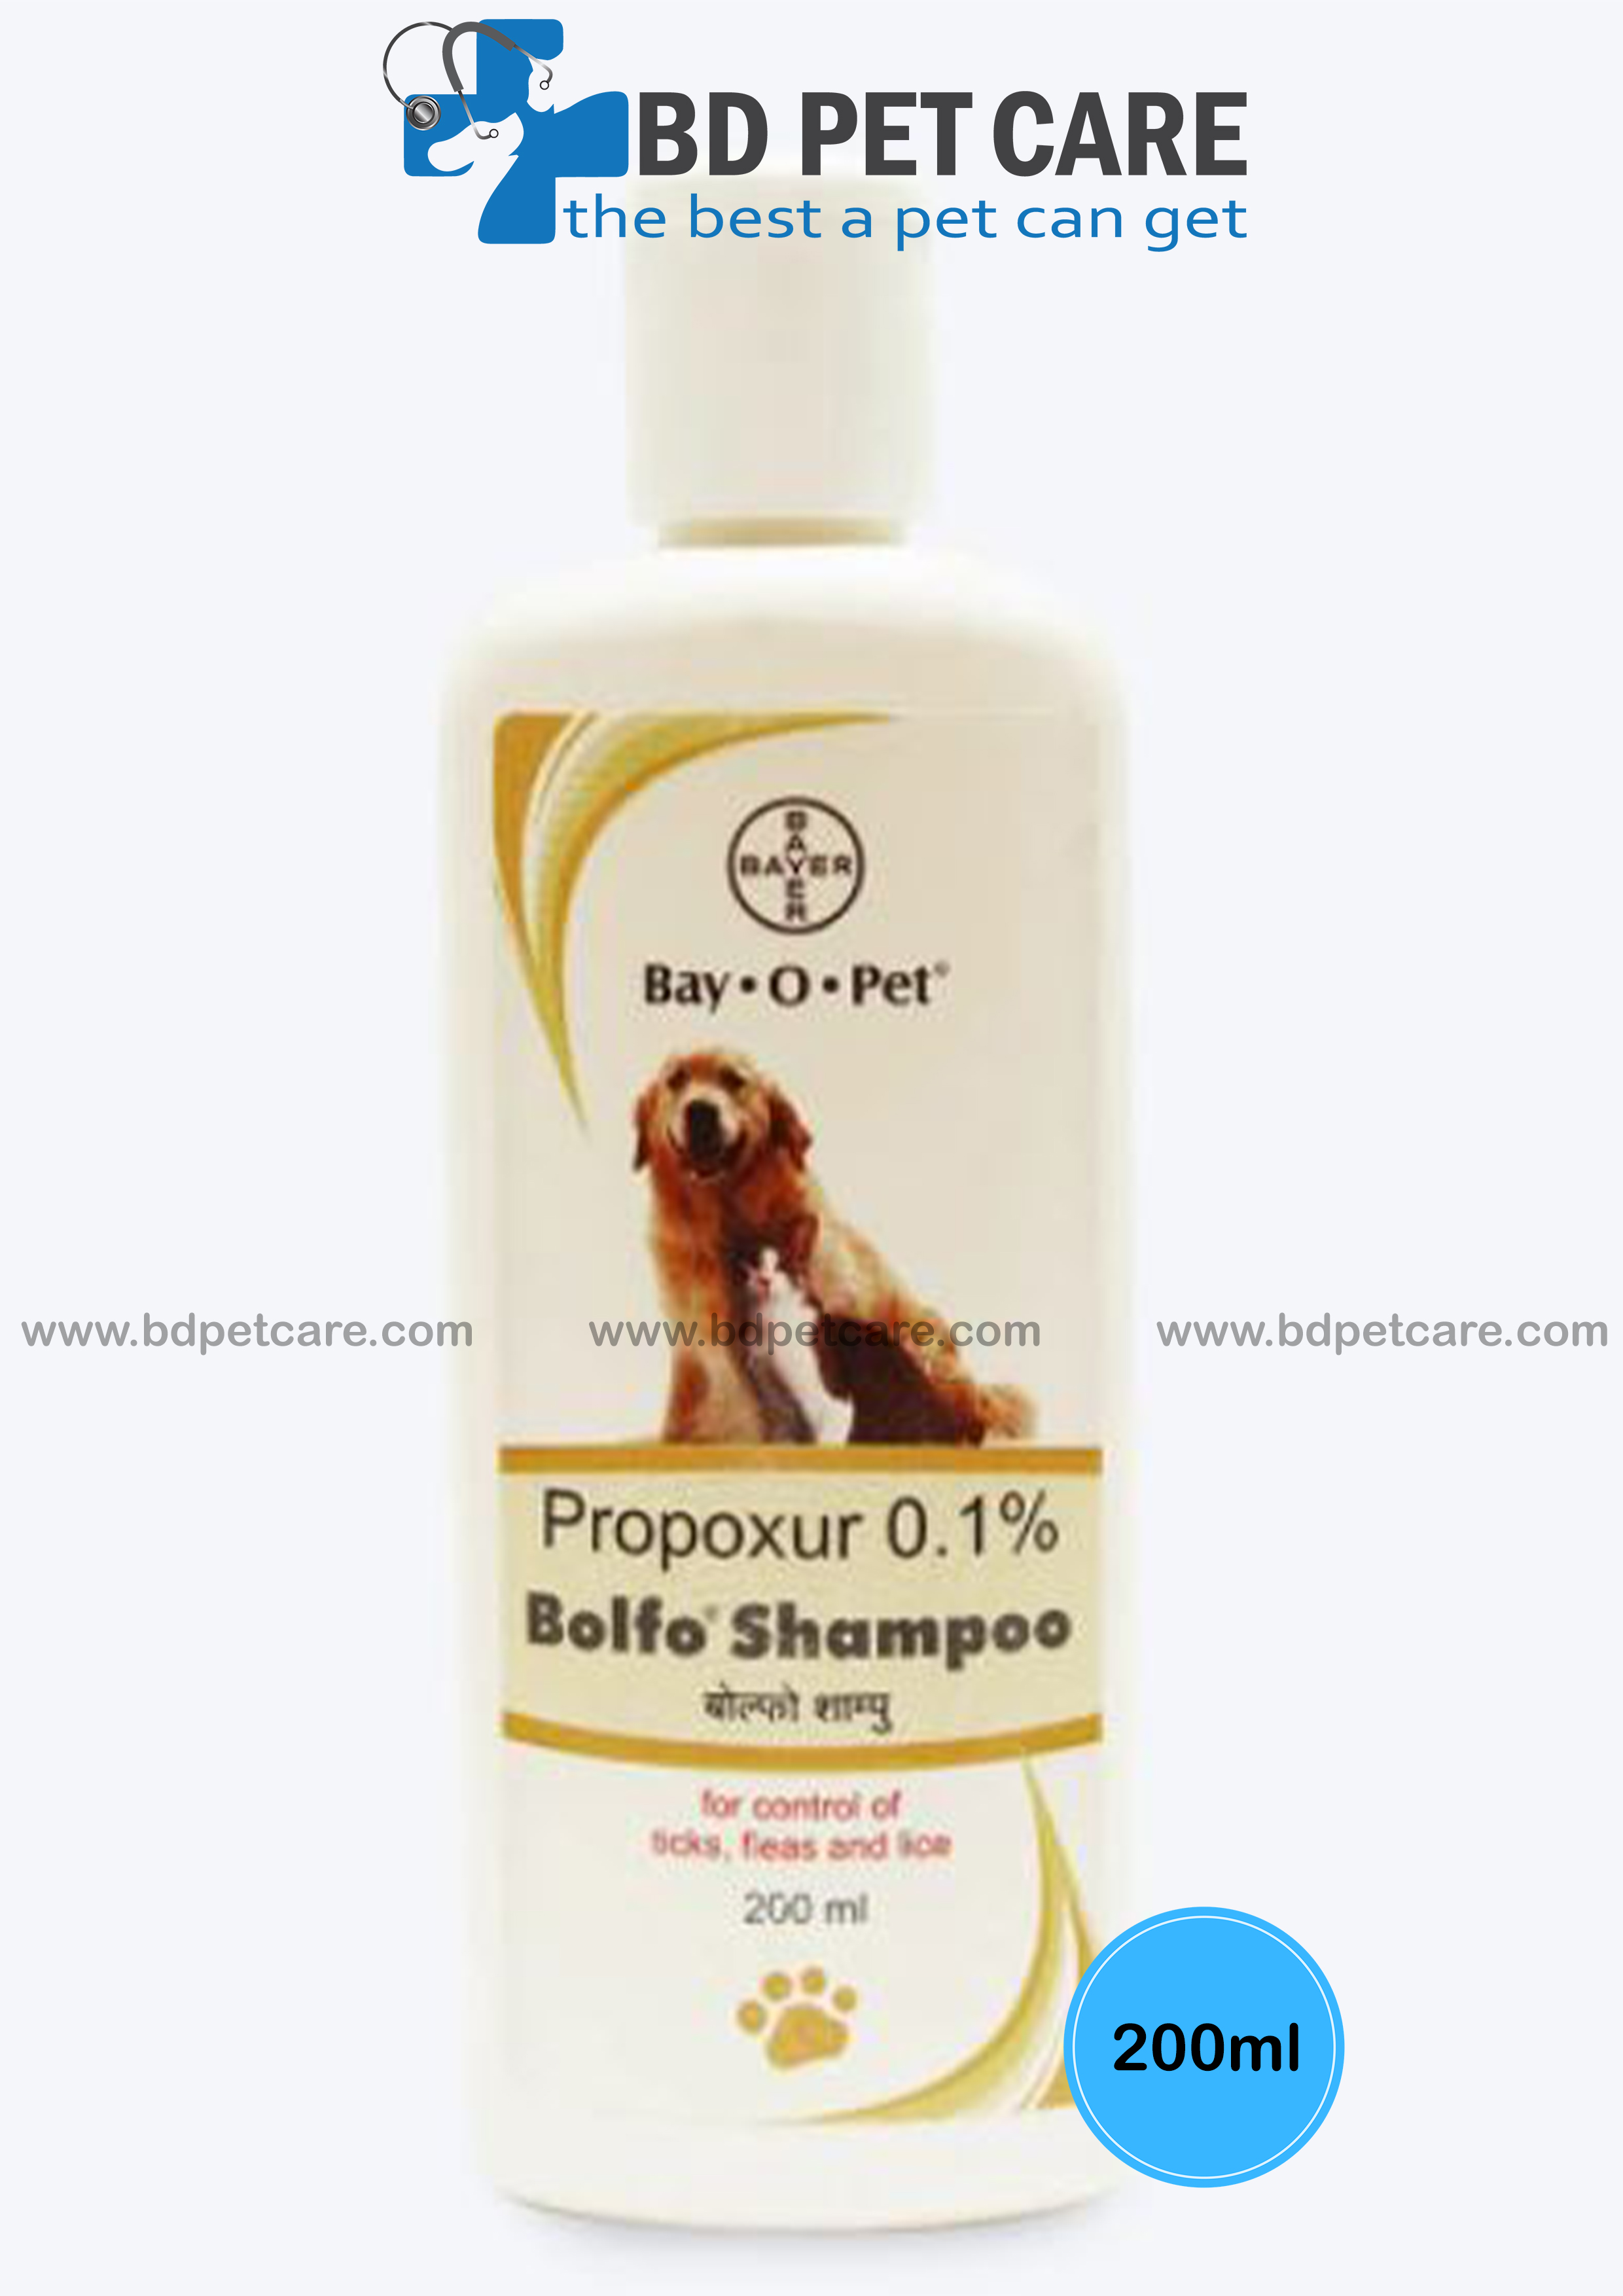 BD PET CARE
the best a pet can get
BAYER
BAYER
Bay•O•Pet®
www.bdpetcare.com www.bdpetcare.com www.bdpetcare.com
Propoxur 0.1%
Bolfo® Shampoo
बोल्फो शाम्पु
for control of
ticks, fleas and lice
200 ml
200ml